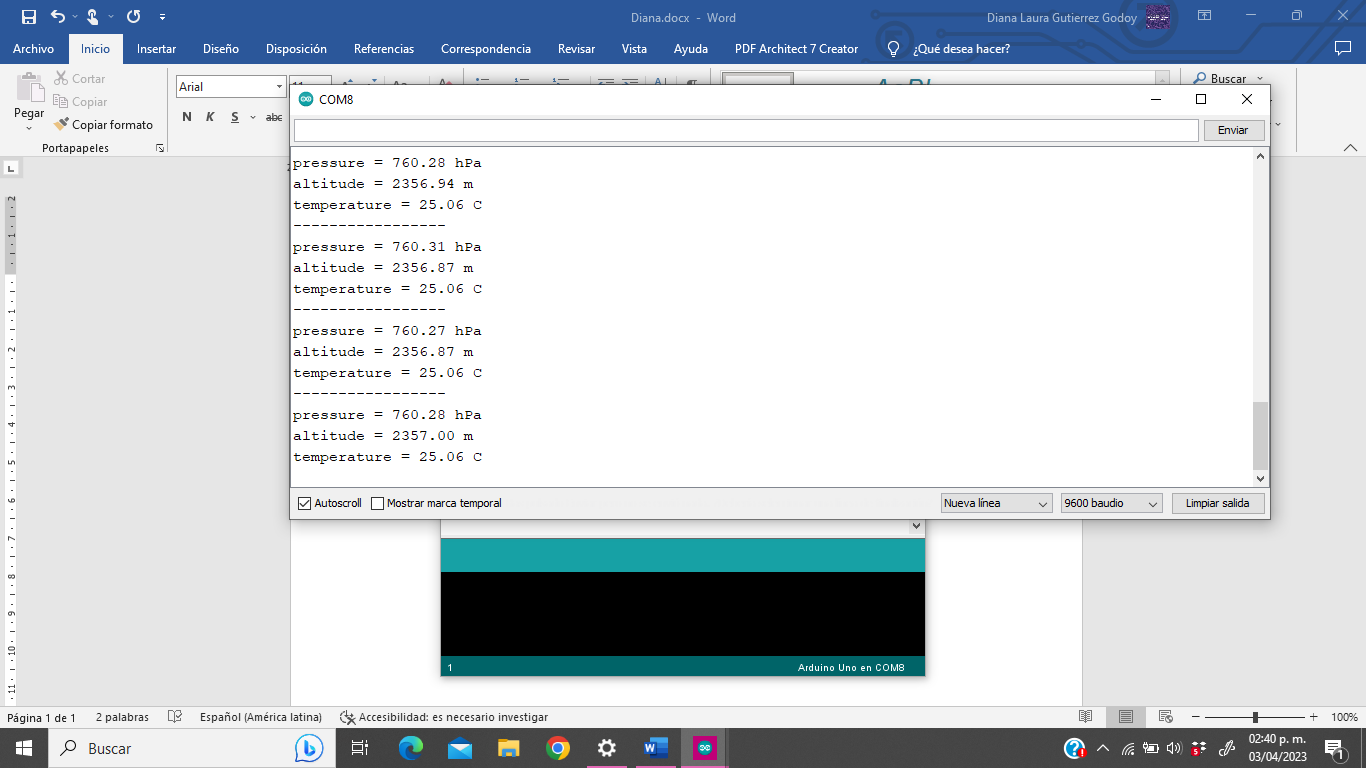 Diana.docx - Word
Diana Laura Gutierrez Godoy
Archivo Inicio Insertar Diseño Disposición Referencias Correspondencia Revisar Vista Ayuda PDF Architect 7 Creator ¿Qué desea hacer?
Pegar
Cortar
Copiar
Copiar formato
Portapapeles
Arial
N K S abc
Buscar
COM8
Enviar
pressure = 760.28 hPa
altitude = 2356.94 m
temperature = 25.06 C
-----------------
pressure = 760.31 hPa
altitude = 2356.87 m
temperature = 25.06 C
-----------------
pressure = 760.27 hPa
altitude = 2356.87 m
temperature = 25.06 C
-----------------
pressure = 760.28 hPa
altitude = 2357.00 m
temperature = 25.06 C
Autoscroll Mostrar marca temporal Nueva línea 9600 baudio Limpiar salida
1 Arduino Uno en COM8
Página 1 de 1 2 palabras Español (América latina) Accesibilidad: es necesario investigar 100%
Buscar
02:40 p. m.
03/04/2023